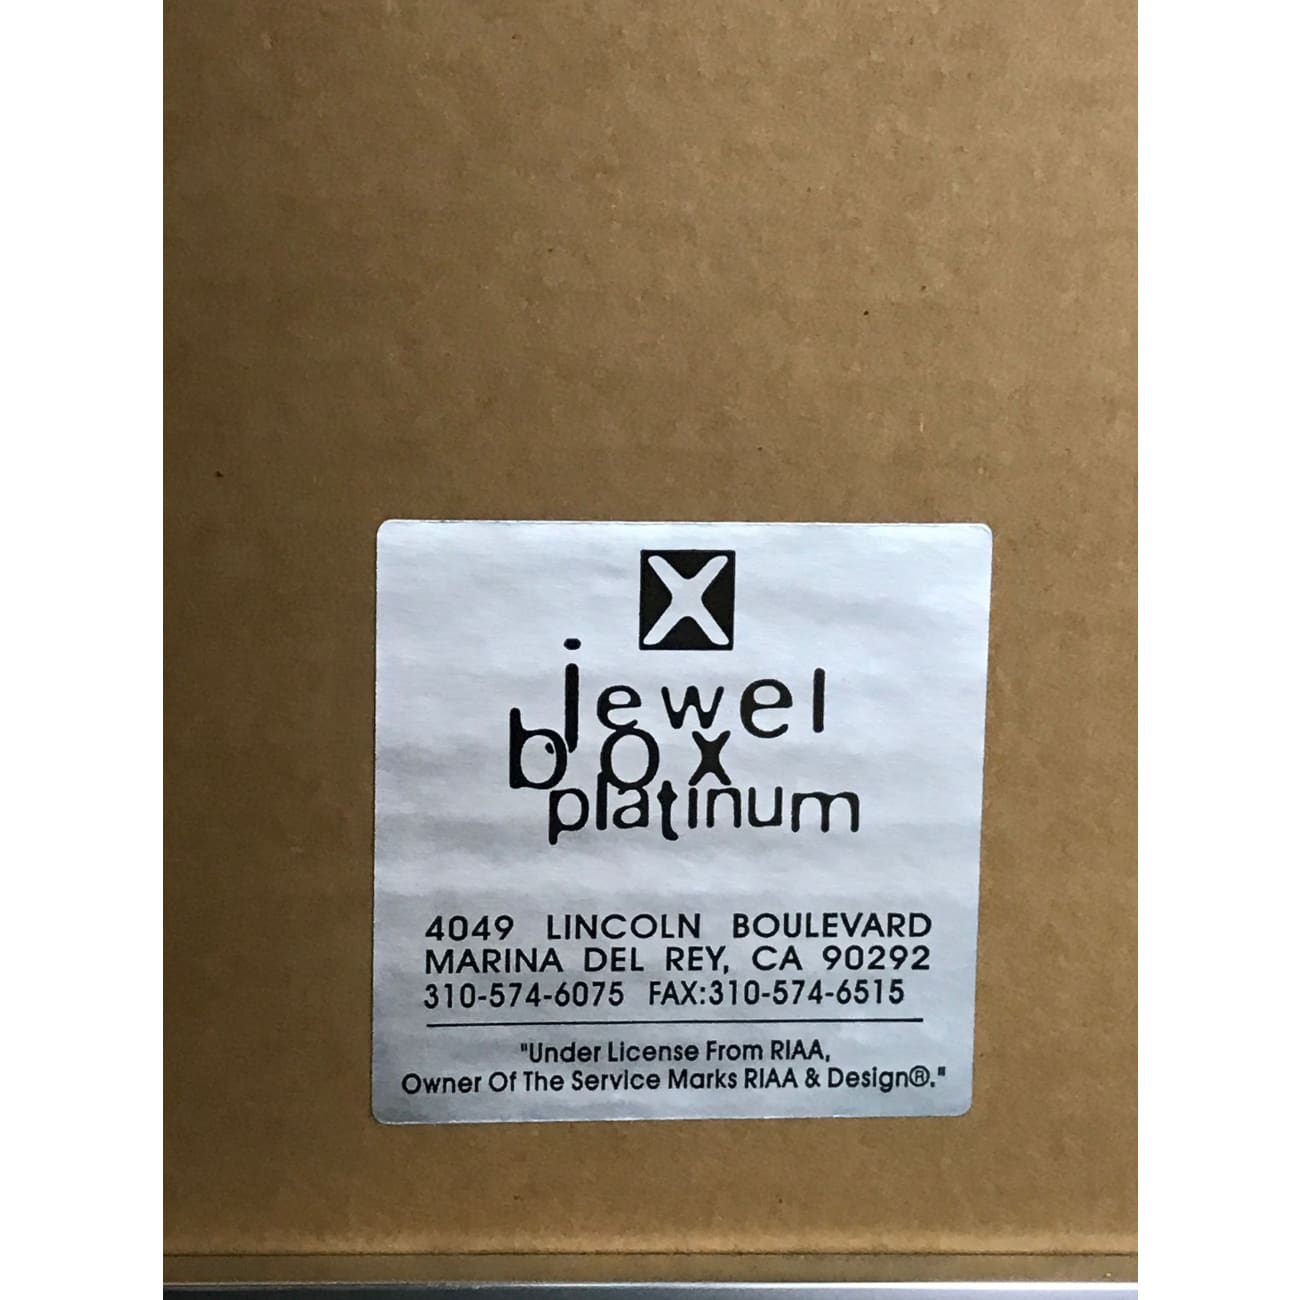 X
jewel
box
platinum
4049 LINCOLN BOULEVARD
MARINA DEL REY, CA 90292
310-574-6075 FAX:310-574-6515
"Under License From RIAA,
Owner Of The Service Marks RIAA & Design®."